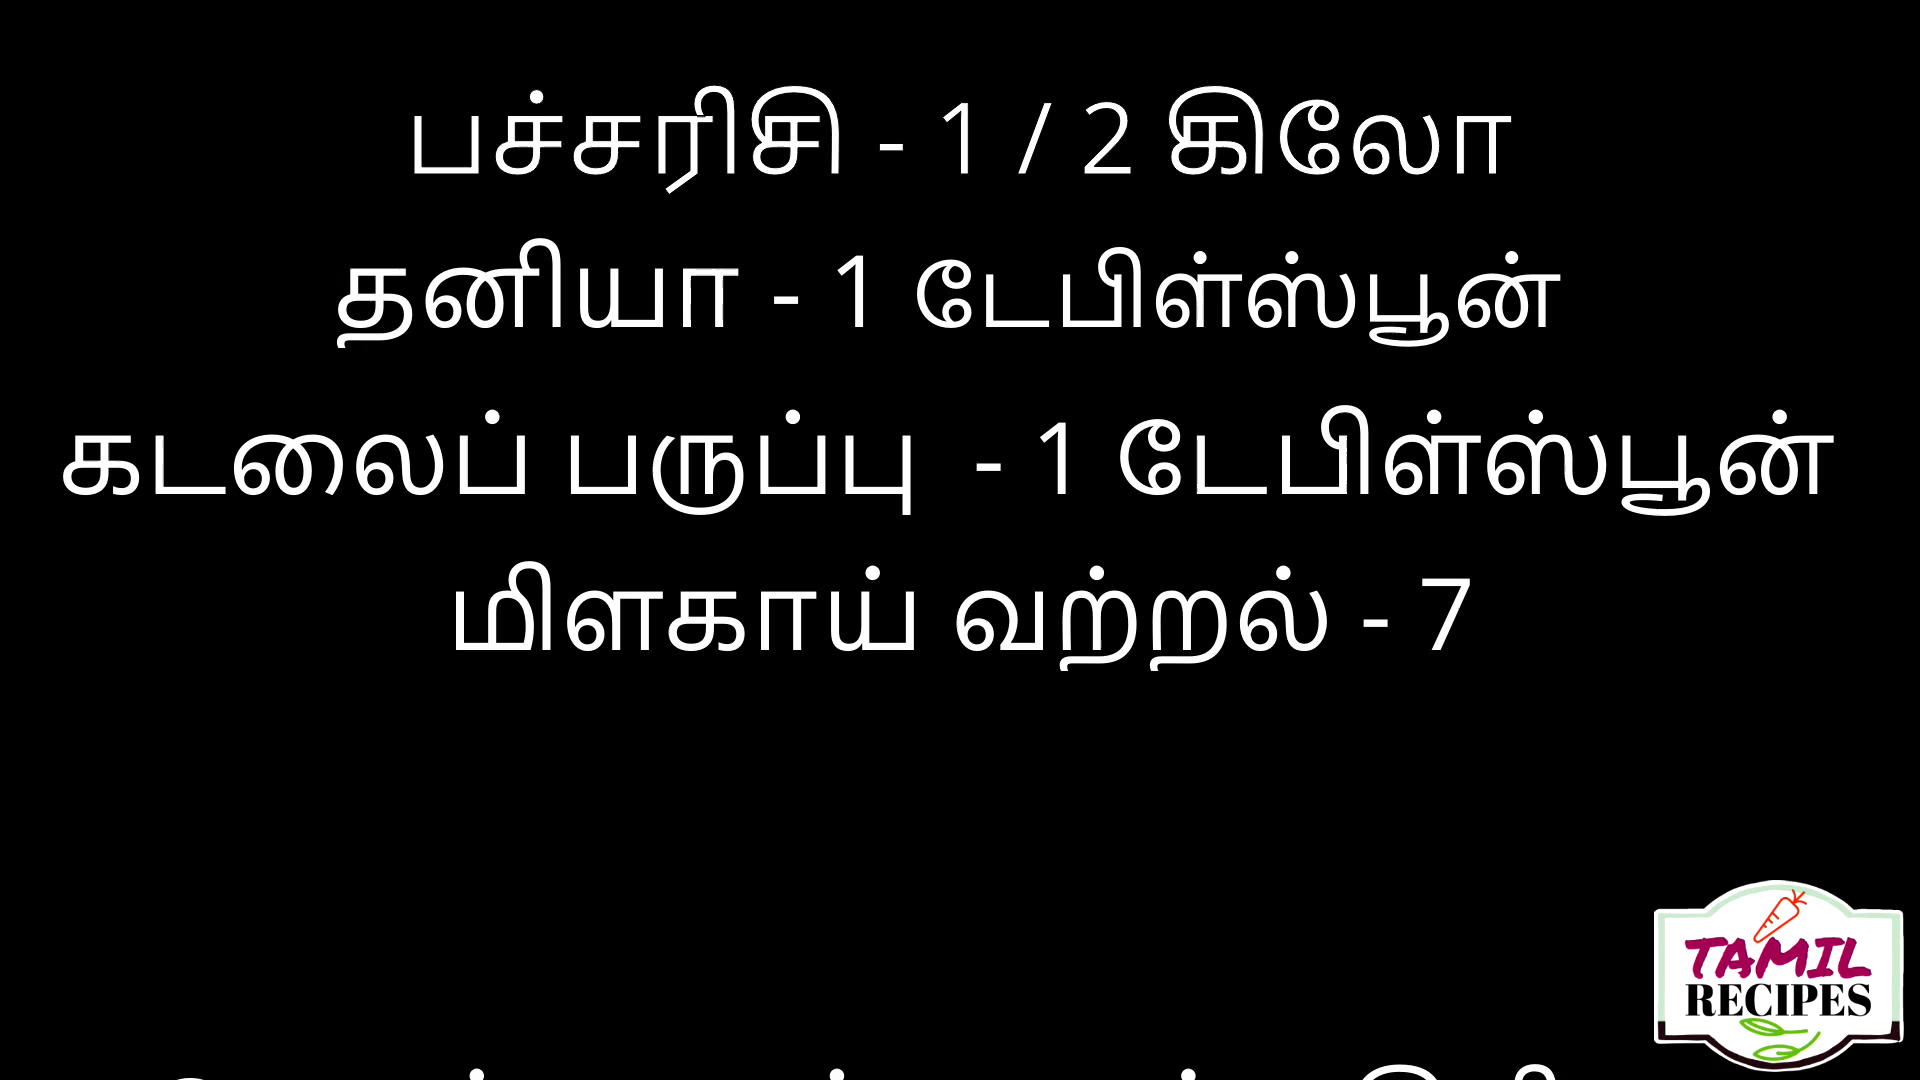 பச்சரிசி - 1 / 2 கிலோ
தனியா - 1 டேபிள்ஸ்பூன்
கடலைப் பருப்பு - 1 டேபிள்ஸ்பூன்
மிளகாய் வற்றல் - 7
TAMIL
RECIPES